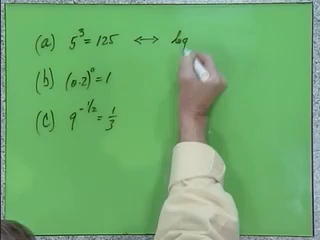 (a) 5³ = 125 ⟷ log
(b) (0.2)⁰ = 1
(c) 9^{-1/2} = 1/3